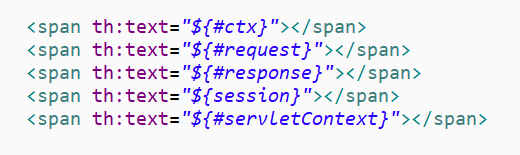 <span th:text="${#ctx}"></span>
<span th:text="${#request}"></span>
<span th:text="${#response}"></span>
<span th:text="${session}"></span>
<span th:text="${#servletContext}"></span>